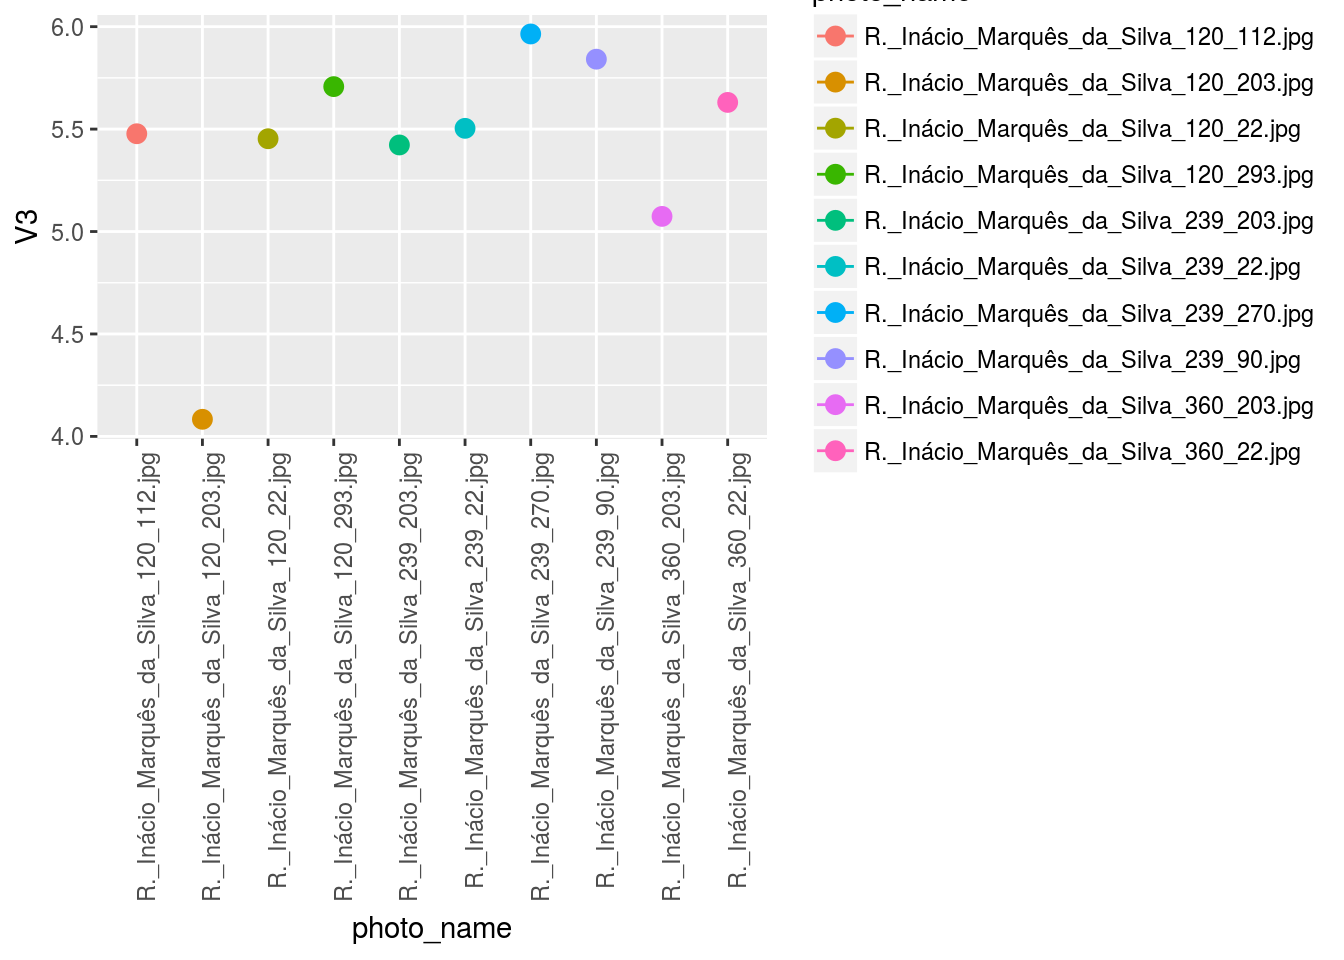 photo_name
R._Inácio_Marquês_da_Silva_120_112.jpg
R._Inácio_Marquês_da_Silva_120_203.jpg
R._Inácio_Marquês_da_Silva_120_22.jpg
R._Inácio_Marquês_da_Silva_120_293.jpg
R._Inácio_Marquês_da_Silva_239_203.jpg
R._Inácio_Marquês_da_Silva_239_22.jpg
R._Inácio_Marquês_da_Silva_239_270.jpg
R._Inácio_Marquês_da_Silva_239_90.jpg
R._Inácio_Marquês_da_Silva_360_203.jpg
R._Inácio_Marquês_da_Silva_360_22.jpg
V3
6.0
5.5
5.0
4.5
4.0
R._Inácio_Marquês_da_Silva_120_112.jpg
R._Inácio_Marquês_da_Silva_120_203.jpg
R._Inácio_Marquês_da_Silva_120_22.jpg
R._Inácio_Marquês_da_Silva_120_293.jpg
R._Inácio_Marquês_da_Silva_239_203.jpg
R._Inácio_Marquês_da_Silva_239_22.jpg
R._Inácio_Marquês_da_Silva_239_270.jpg
R._Inácio_Marquês_da_Silva_239_90.jpg
R._Inácio_Marquês_da_Silva_360_203.jpg
R._Inácio_Marquês_da_Silva_360_22.jpg
photo_name